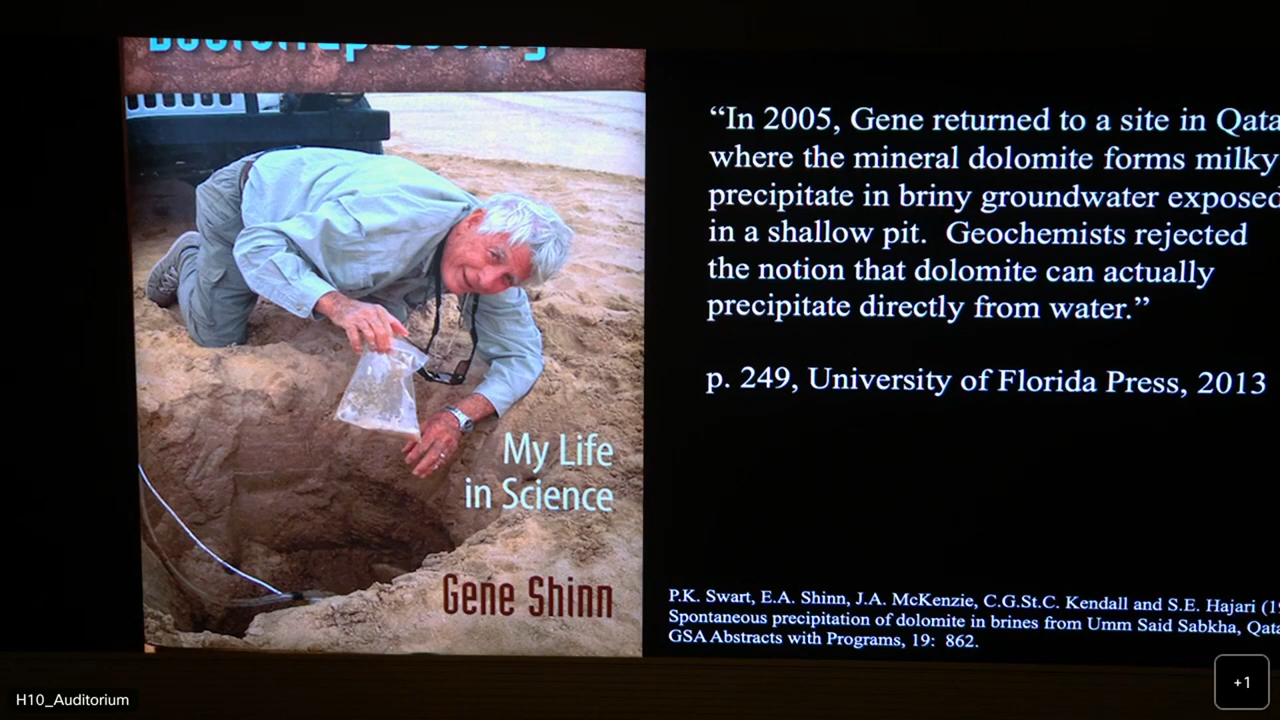 My Life
in Science
Gene Shinn
“In 2005, Gene returned to a site in Qata
where the mineral dolomite forms milky
precipitate in briny groundwater exposed
in a shallow pit.  Geochemists rejected
the notion that dolomite can actually
precipitate directly from water.”
p. 249, University of Florida Press, 2013
P.K. Swart, E.A. Shinn, J.A. McKenzie, C.G.St.C. Kendall and S.E. Hajari (19
Spontaneous precipitation of dolomite in brines from Umm Said Sabkha, Qata
GSA Abstracts with Programs, 19:  862.
H10_Auditorium
+1